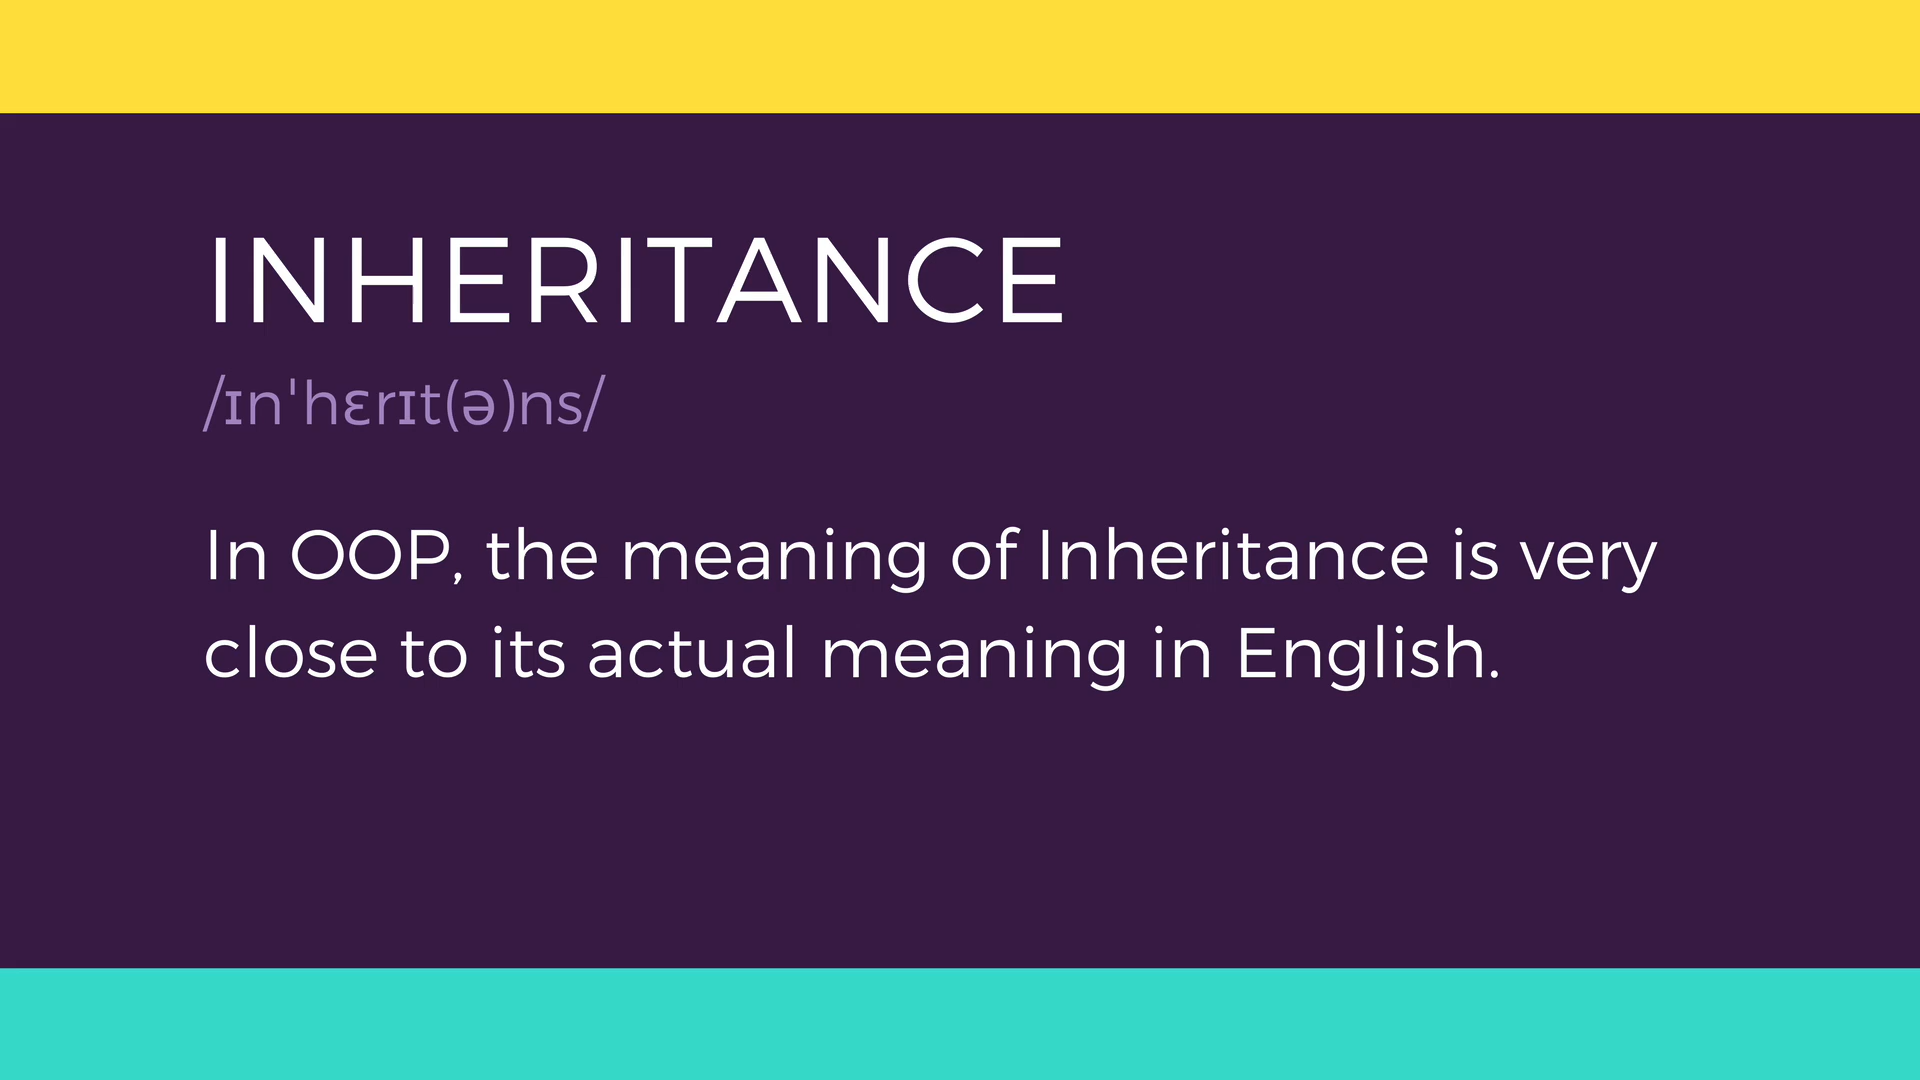 INHERITANCE
/ɪnˈhɛrɪt(ə)ns/
In OOP, the meaning of Inheritance is very
close to its actual meaning in English.